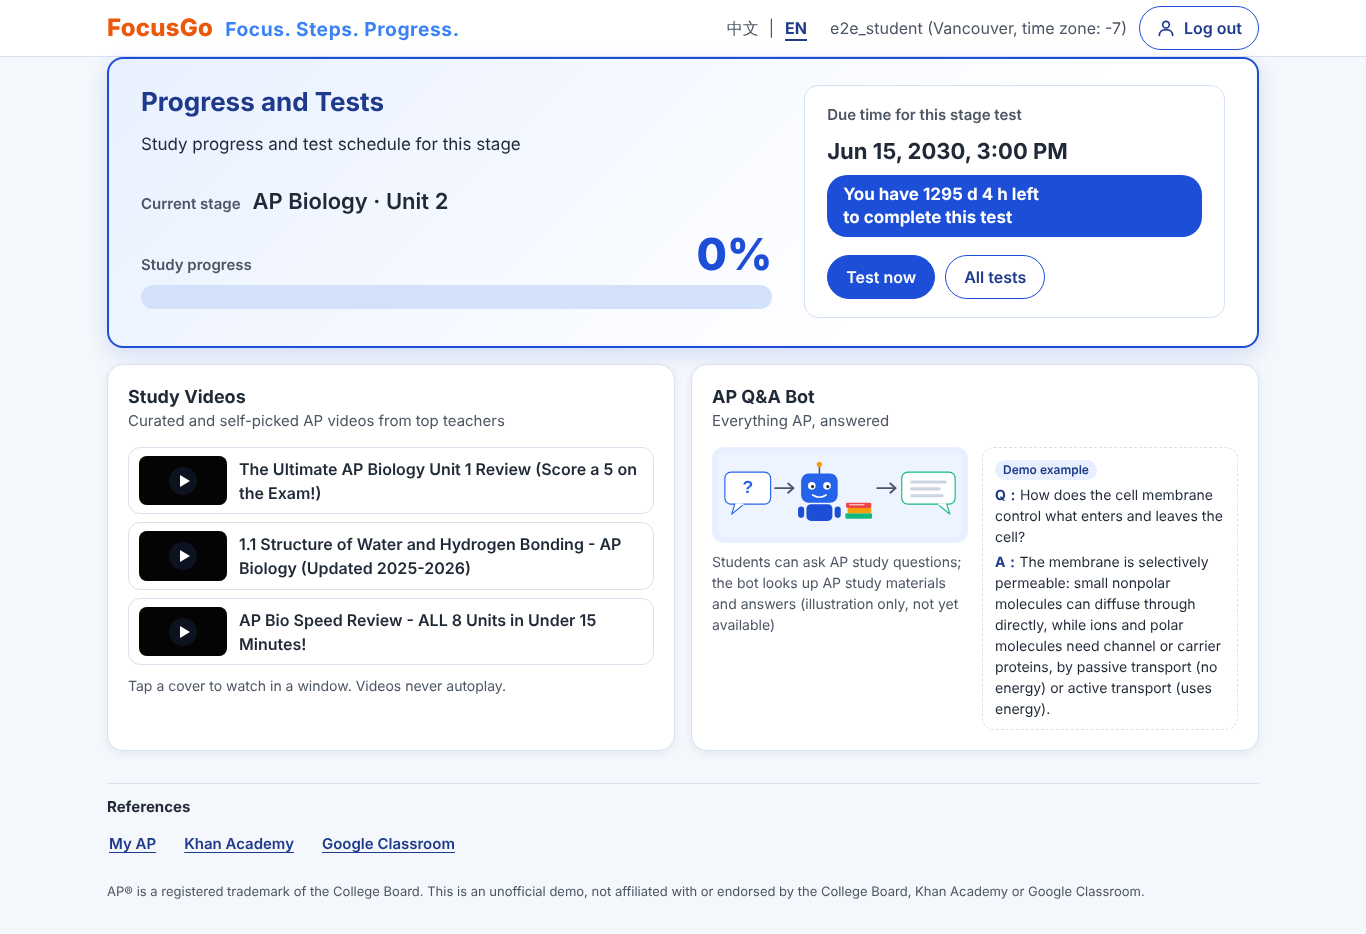 FocusGo Focus. Steps. Progress.
中文 | EN e2e_student (Vancouver, time zone: -7) Log out
Progress and Tests
Study progress and test schedule for this stage
Current stage AP Biology · Unit 2
Study progress 0%
Due time for this stage test
Jun 15, 2030, 3:00 PM
You have 1295 d 4 h left
to complete this test
Test now All tests
Study Videos
Curated and self-picked AP videos from top teachers
The Ultimate AP Biology Unit 1 Review (Score a 5 on
the Exam!)
1.1 Structure of Water and Hydrogen Bonding - AP
Biology (Updated 2025-2026)
AP Bio Speed Review - ALL 8 Units in Under 15
Minutes!
Tap a cover to watch in a window. Videos never autoplay.
AP Q&A Bot
Everything AP, answered
?
Students can ask AP study questions;
the bot looks up AP study materials
and answers (illustration only, not yet
available)
Demo example
Q：How does the cell membrane
control what enters and leaves the
cell?
A：The membrane is selectively
permeable: small nonpolar
molecules can diffuse through
directly, while ions and polar
molecules need channel or carrier
proteins, by passive transport (no
energy) or active transport (uses
energy).
References
My AP Khan Academy Google Classroom
AP® is a registered trademark of the College Board. This is an unofficial demo, not affiliated with or endorsed by the College Board, Khan Academy or Google Classroom.